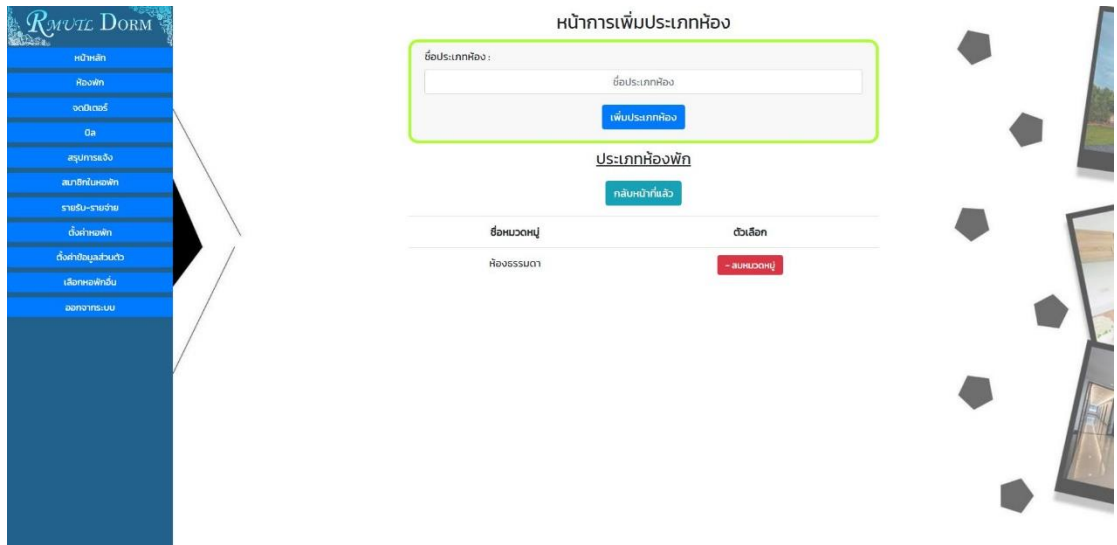 RMUTL DORM
หน้าหลัก
ห้องพัก
จดมิเตอร์
บิล
สรุปการแจ้ง
สมาชิกในหอพัก
รายรับ-รายจ่าย
ตั้งค่าหอพัก
ตั้งค่าข้อมูลส่วนตัว
เลือกหอพักอื่น
ออกจากระบบ
หน้าการเพิ่มประเภทห้อง
ชื่อประเภทห้อง :
ชื่อประเภทห้อง
เพิ่มประเภทห้อง
ประเภทห้องพัก
กลับหน้าที่แล้ว
ชื่อหมวดหมู่ ตัวเลือก
ห้องธรรมดา - ลบหมวดหมู่